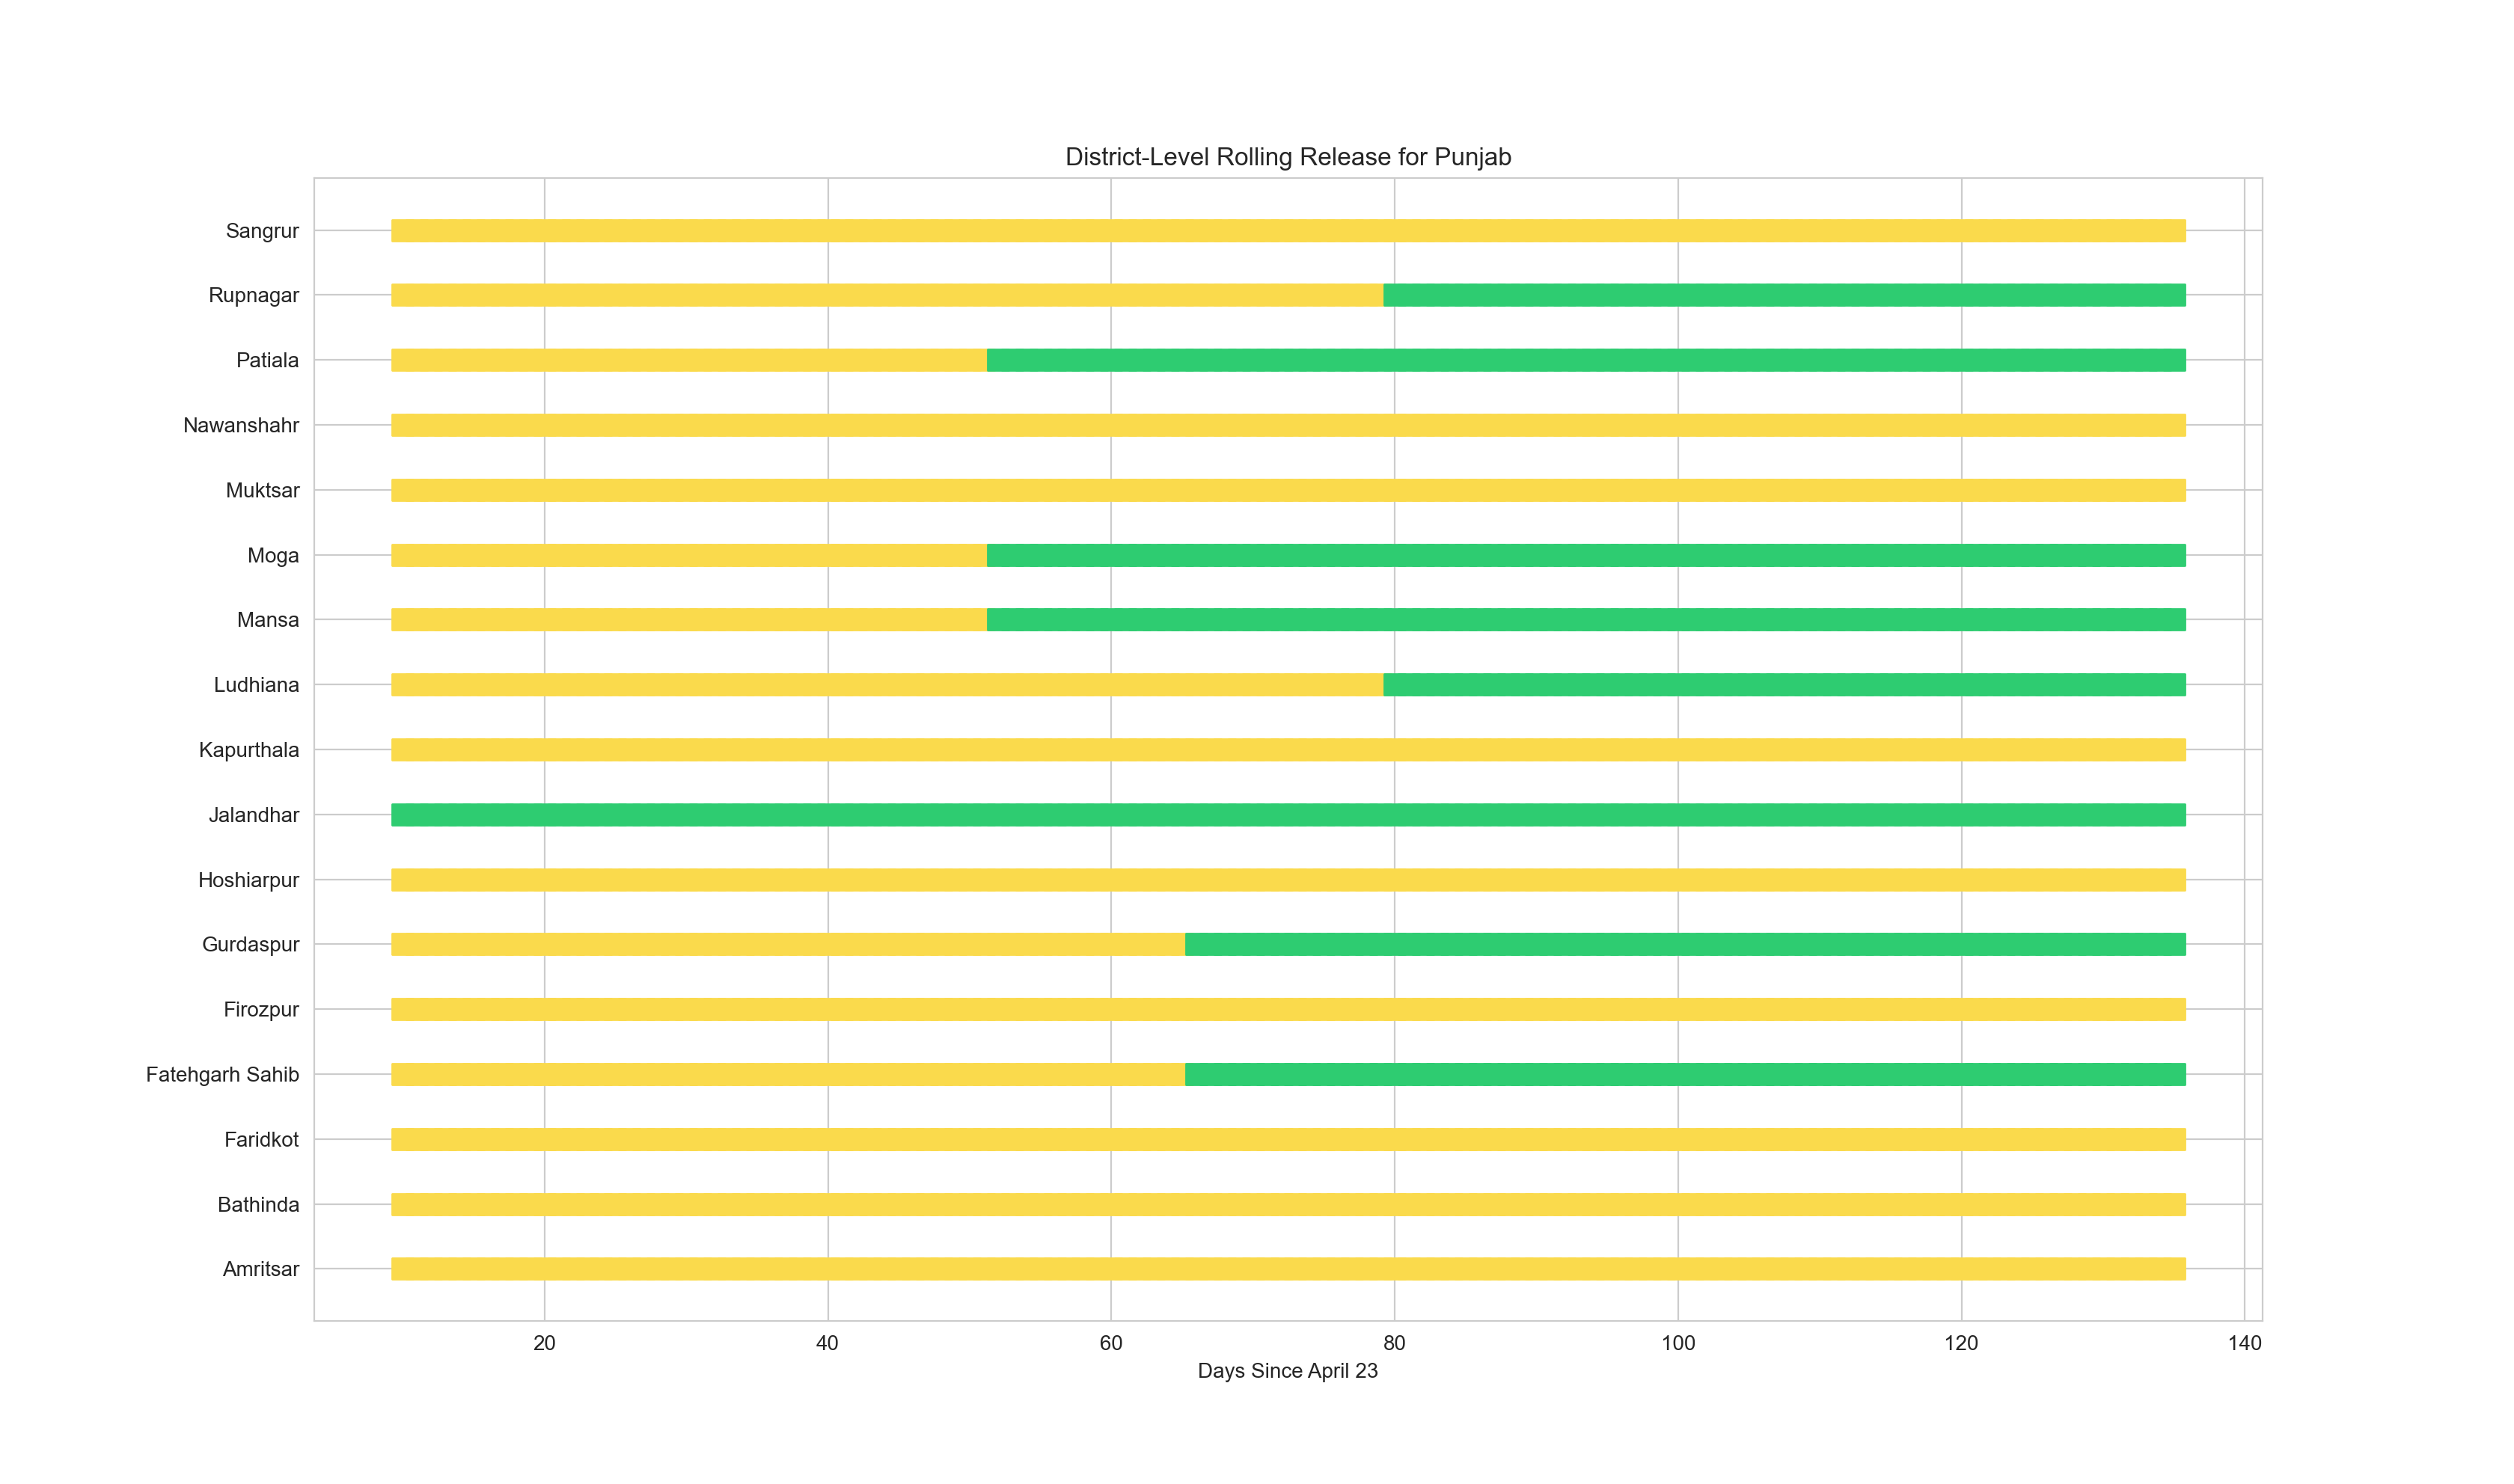 District-Level Rolling Release for Punjab
Sangrur
Rupnagar
Patiala
Nawanshahr
Muktsar
Moga
Mansa
Ludhiana
Kapurthala
Jalandhar
Hoshiarpur
Gurdaspur
Firozpur
Fatehgarh Sahib
Faridkot
Bathinda
Amritsar
20 40 60 80 100 120 140
Days Since April 23